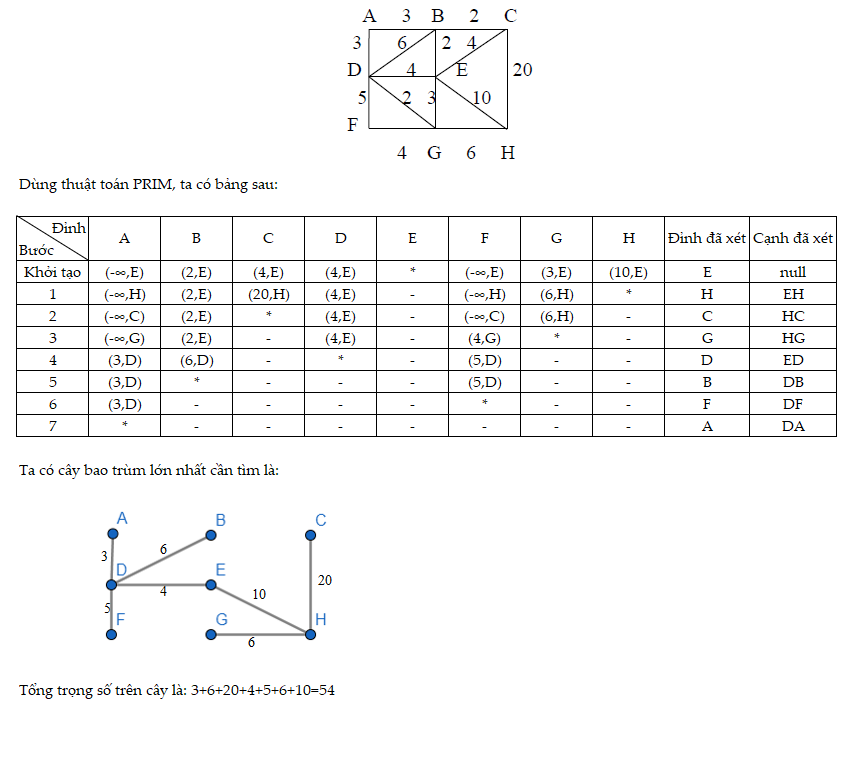 A 3 B 2 C
3 6 2 4
D 4 E 20
5 2 3 10
F
4 G 6 H
Dùng thuật toán PRIM, ta có bảng sau:
Đỉnh
Bước A B C D E F G H Đỉnh đã xét Cạnh đã xét
Khởi tạo (-∞,E) (2,E) (4,E) (4,E) * (-∞,E) (3,E) (10,E) E null
1 (-∞,H) (2,E) (20,H) (4,E) - (-∞,H) (6,H) * H EH
2 (-∞,C) (2,E) * (4,E) - (-∞,C) (6,H) - C HC
3 (-∞,G) (2,E) - (4,E) - (4,G) * - G HG
4 (3,D) (6,D) - * - (5,D) - - D ED
5 (3,D) * - - - (5,D) - - B DB
6 (3,D) - - - - * - - F DF
7 * - - - - - - - A DA
Ta có cây bao trùm lớn nhất cần tìm là:
A B C
3 6
D E
4 10 20
5 F G H
6
Tổng trọng số trên cây là: 3+6+20+4+5+6+10=54